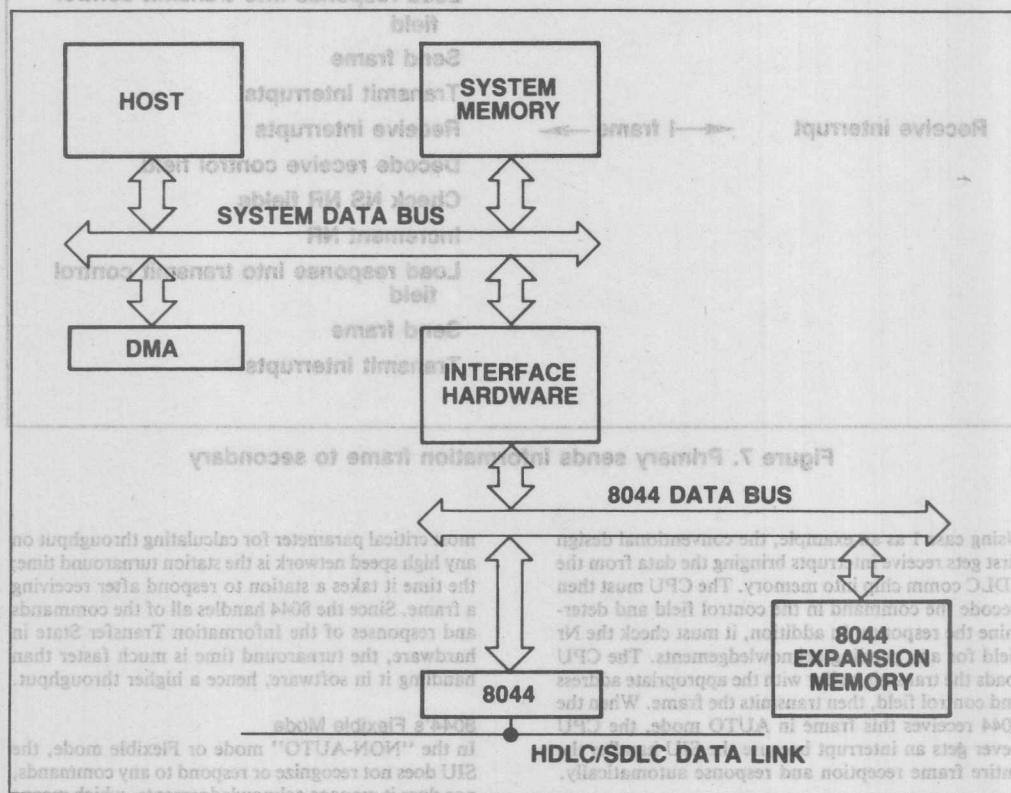 HOST
SYSTEM
MEMORY
SYSTEM DATA BUS
DMA
INTERFACE
HARDWARE
8044 DATA BUS
8044
EXPANSION
MEMORY
8044
HDLC/SDLC DATA LINK
field
Send frame
Transmit interrupts
Receive interrupt
I frame
Receive interrupts
Decode receive control field
Check NS NR fields
Increment NR
Load response into transmit control
field
Send frame
Transmit interrupts
Figure 7. Primary sends information frame to secondary
more critical parameter for calculating throughput on
any high speed network is the station turnaround time;
the time it takes a station to respond after receiving
a frame. Since the 8044 handles all of the commands
and responses of the Information Transfer State in
hardware, the turnaround time is much faster than
handling it in software, hence a higher throughput.
8044's Flexible Mode
In the "NON-AUTO" mode or Flexible mode, the
SIU does not recognize or respond to any commands,
Using case 1 as an example, the conventional design
first gets receive interrupts bringing the data from the
SDLC comm chip into memory. The CPU must then
decode the command in the control field and deter-
mine the response. In addition, it must check the Nr
field for any pending acknowledgements. The CPU
loads the transmit buffer with the appropriate address
and control field, then transmits the frame. When the
8044 receives this frame in AUTO mode, the CPU
never gets an interrupt because the SIU handles the
entire frame reception and response automatically.